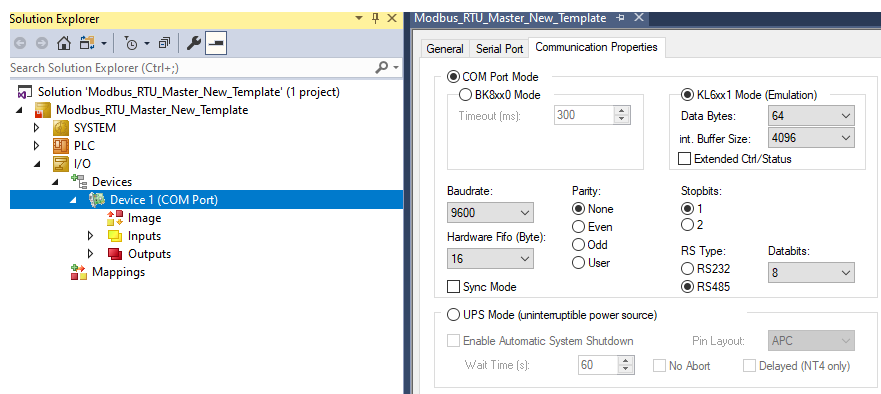 Solution Explorer
Search Solution Explorer (Ctrl+;)
Solution 'Modbus_RTU_Master_New_Template' (1 project)
Modbus_RTU_Master_New_Template
SYSTEM
PLC
I/O
Devices
Device 1 (COM Port)
Image
Inputs
Outputs
Mappings
Modbus_RTU_Master_New_Template
General Serial Port Communication Properties
COM Port Mode
BK8xx0 Mode
Timeout (ms): 300
KL6xx1 Mode (Emulation)
Data Bytes: 64
int. Buffer Size: 4096
Extended Ctrl/Status
Baudrate:
9600
Hardware Fifo (Byte):
16
Sync Mode
Parity:
None
Even
Odd
User
Stopbits:
1
2
RS Type:
RS232
RS485
Databits:
8
UPS Mode (uninterruptible power source)
Enable Automatic System Shutdown
Pin Layout: APC
Wait Time (s): 60
No Abort
Delayed (NT4 only)